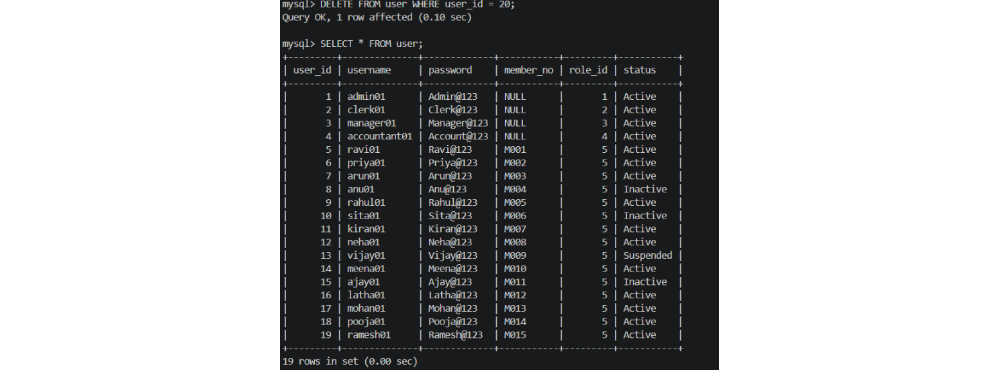 mysql> DELETE FROM user WHERE user_id = 20;
Query OK, 1 row affected (0.10 sec)

mysql> SELECT * FROM user;
+---------+--------------+-------------+-----------+---------+-----------+
| user_id | username     | password    | member_no | role_id | status    |
+---------+--------------+-------------+-----------+---------+-----------+
|       1 | admin01      | Admin@123   | NULL      |       1 | Active    |
|       2 | clerk01      | Clerk@123   | NULL      |       2 | Active    |
|       3 | manager01    | Manager@123 | NULL      |       3 | Active    |
|       4 | accountant01 | Account@123 | NULL      |       4 | Active    |
|       5 | ravi01       | Ravi@123    | M001      |       5 | Active    |
|       6 | priya01      | Priya@123   | M002      |       5 | Active    |
|       7 | arun01       | Arun@123    | M003      |       5 | Active    |
|       8 | anu01        | Anu@123     | M004      |       5 | Inactive  |
|       9 | rahul01      | Rahul@123   | M005      |       5 | Active    |
|      10 | sita01       | Sita@123    | M006      |       5 | Inactive  |
|      11 | kiran01      | Kiran@123   | M007      |       5 | Active    |
|      12 | neha01       | Neha@123    | M008      |       5 | Active    |
|      13 | vijay01      | Vijay@123   | M009      |       5 | Suspended |
|      14 | meena01      | Meena@123   | M010      |       5 | Active    |
|      15 | ajay01       | Ajay@123    | M011      |       5 | Inactive  |
|      16 | latha01      | Latha@123   | M012      |       5 | Active    |
|      17 | mohan01      | Mohan@123   | M013      |       5 | Active    |
|      18 | pooja01      | Pooja@123   | M014      |       5 | Active    |
|      19 | ramesh01     | Ramesh@123  | M015      |       5 | Active    |
+---------+--------------+-------------+-----------+---------+-----------+
19 rows in set (0.00 sec)